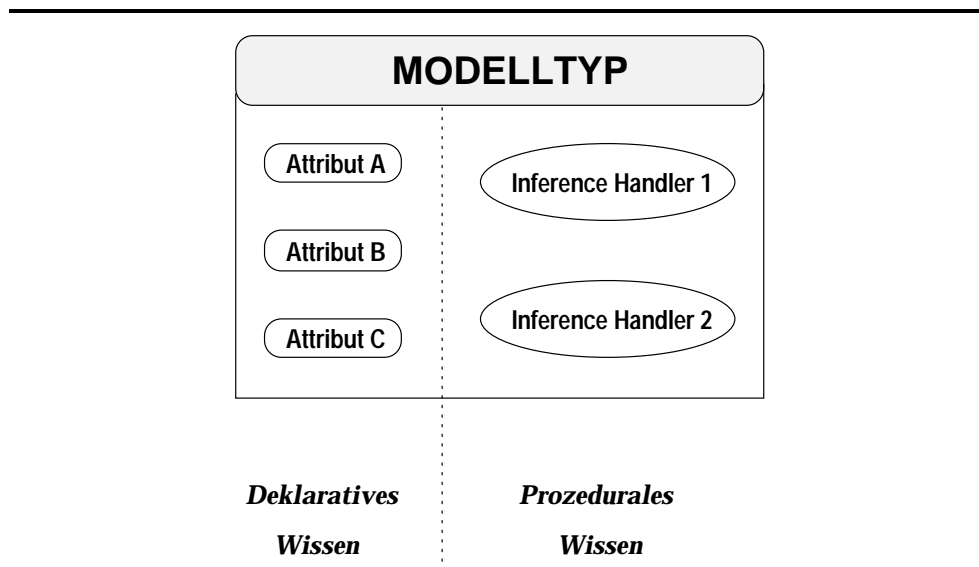 MODELLTYP
Attribut A
Attribut B
Attribut C
Inference Handler 1
Inference Handler 2
Deklaratives
Wissen
Prozedurales
Wissen